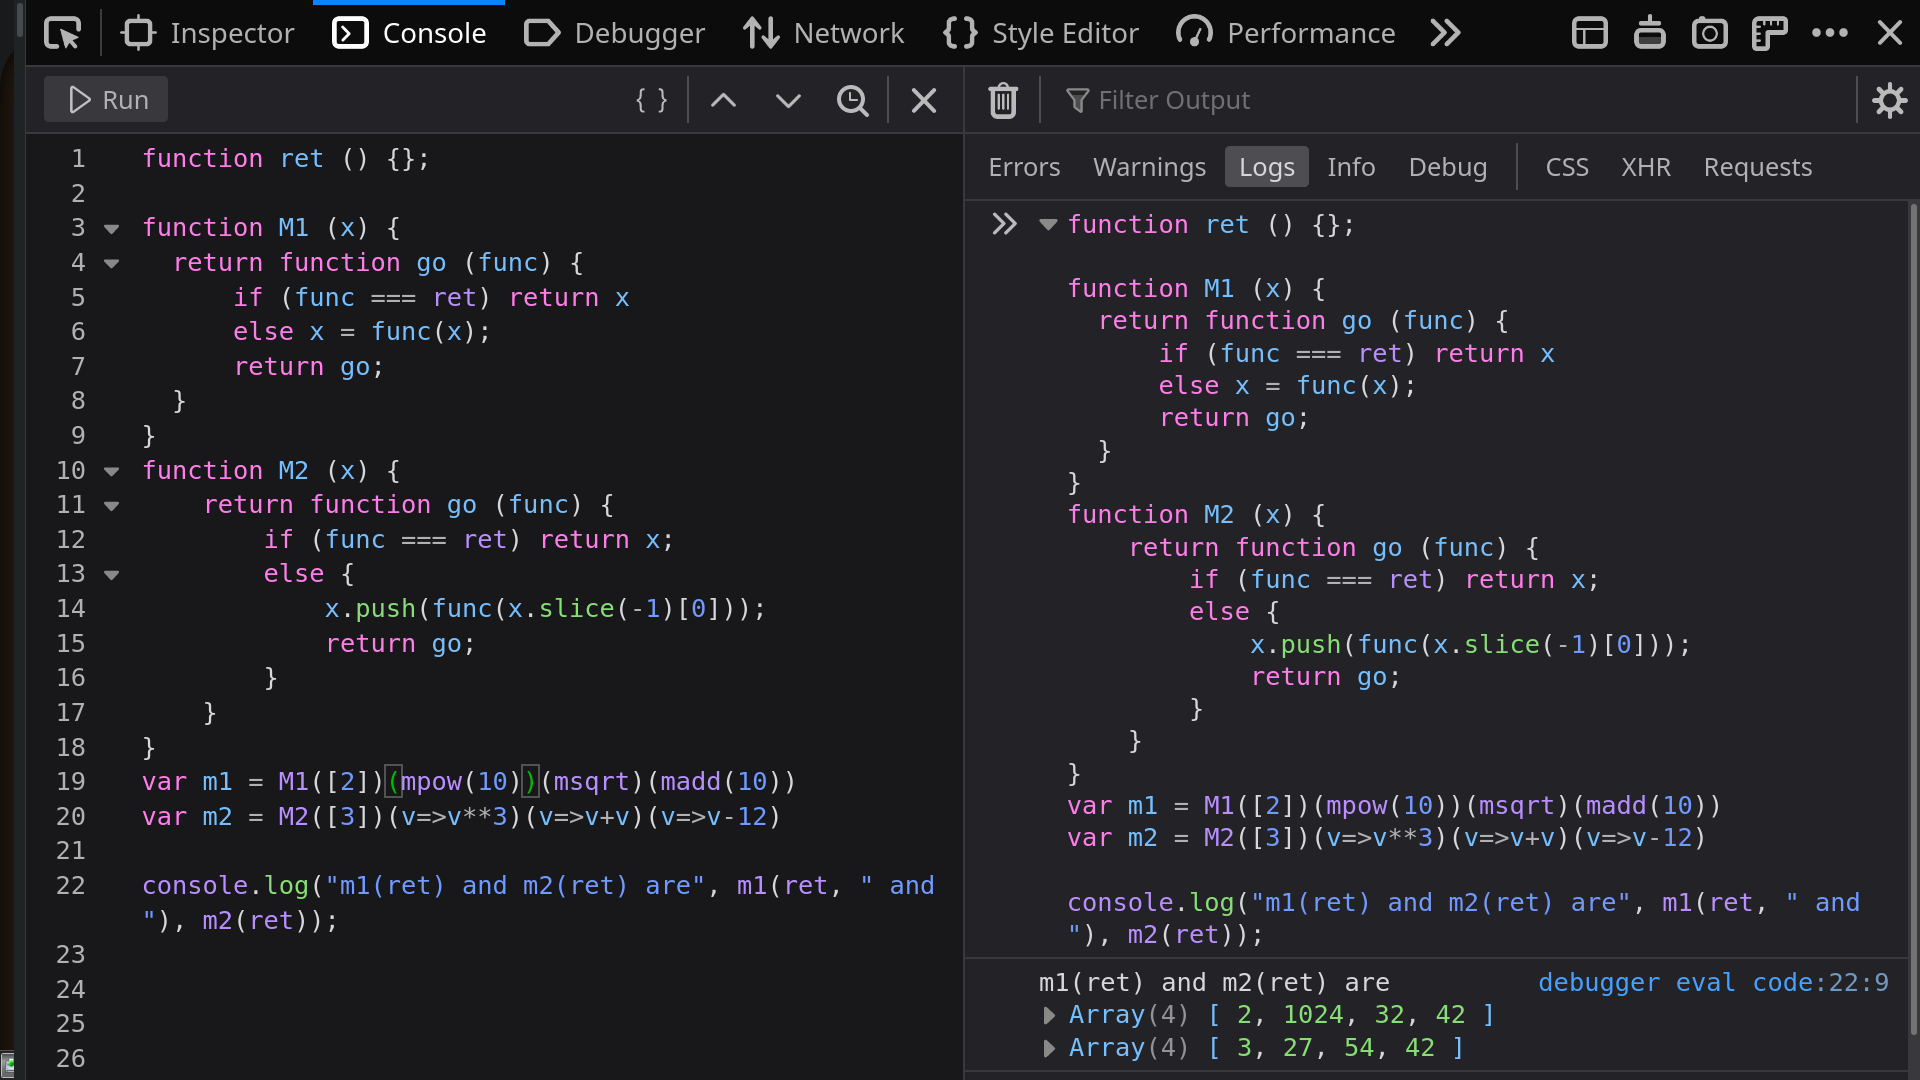 Inspector Console Debugger Network Style Editor Performance
Run
Filter Output
Errors Warnings Logs Info Debug CSS XHR Requests
1 function ret () {};
2
3 function M1 (x) {
4   return function go (func) {
5       if (func === ret) return x
6       else x = func(x);
7       return go;
8   }
9 }
10 function M2 (x) {
11     return function go (func) {
12         if (func === ret) return x;
13         else {
14             x.push(func(x.slice(-1)[0]));
15             return go;
16         }
17     }
18 }
19 var m1 = M1([2])(mpow(10))(msqrt)(madd(10))
20 var m2 = M2([3])(v=>v**3)(v=>v+v)(v=>v-12)
21
22 console.log("m1(ret) and m2(ret) are", m1(ret, " and
"), m2(ret));
23
24
25
26
function ret () {};
function M1 (x) {
  return function go (func) {
      if (func === ret) return x
      else x = func(x);
      return go;
  }
}
function M2 (x) {
    return function go (func) {
        if (func === ret) return x;
        else {
            x.push(func(x.slice(-1)[0]));
            return go;
        }
    }
}
var m1 = M1([2])(mpow(10))(msqrt)(madd(10))
var m2 = M2([3])(v=>v**3)(v=>v+v)(v=>v-12)
console.log("m1(ret) and m2(ret) are", m1(ret, " and
"), m2(ret));
m1(ret) and m2(ret) are debugger eval code:22:9
Array(4) [ 2, 1024, 32, 42 ]
Array(4) [ 3, 27, 54, 42 ]